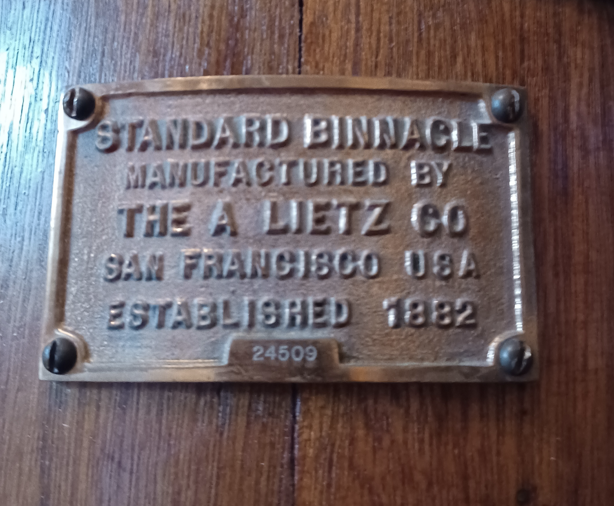 STANDARD BINNACLE
MANUFACTURED BY
THE A LIETZ CO
SAN FRANCISCO USA
ESTABLISHED 1882
24509